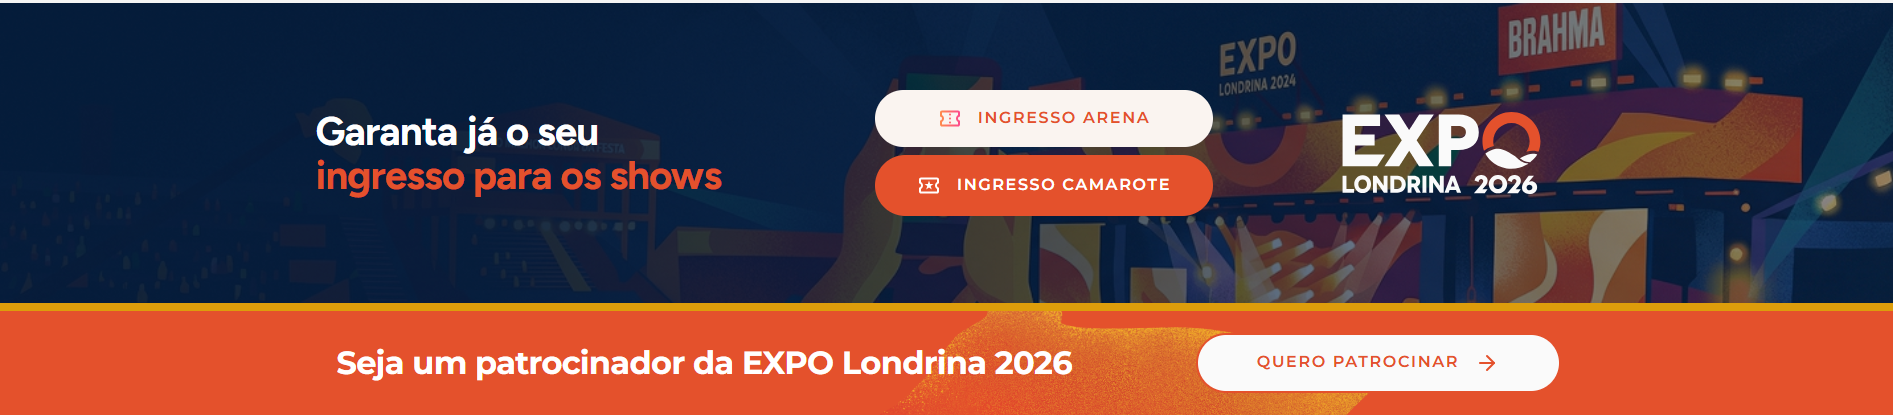 Garanta já o seu
ingresso para os shows
INGRESSO ARENA
INGRESSO CAMAROTE
EXPO
LONDRINA 2024
BRAHMA
EXPO
LONDRINA 2026
Seja um patrocinador da EXPO Londrina 2026
QUERO PATROCINAR